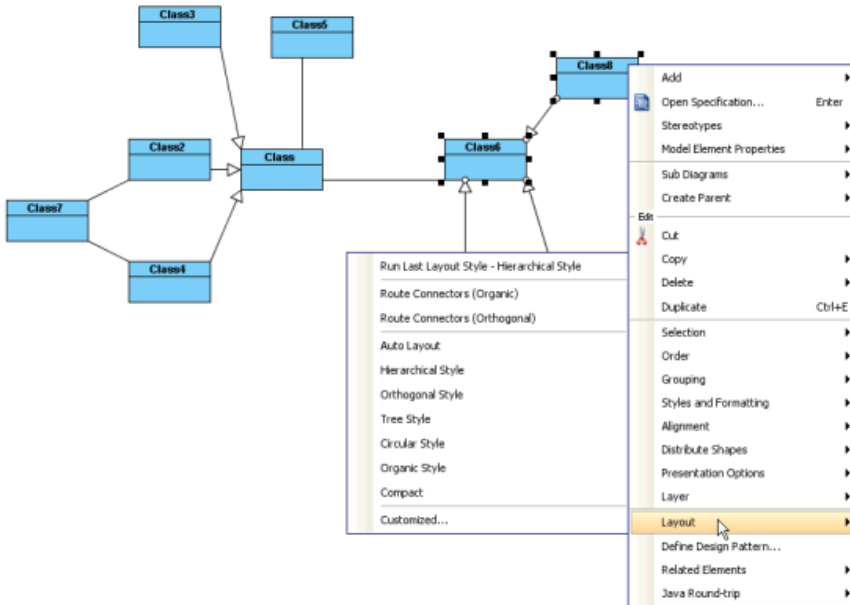 Class3
Class5
Class8
Class2
Class
Class6
Class7
Class4
Run Last Layout Style - Hierarchical Style
Route Connectors (Organic)
Route Connectors (Orthogonal)
Auto Layout
Hierarchical Style
Orthogonal Style
Tree Style
Circular Style
Organic Style
Compact
Customized...
Add
Open Specification... Enter
Stereotypes
Model Element Properties
Sub Diagrams
Create Parent
Edit
Cut
Copy
Delete
Duplicate Ctrl+E
Selection
Order
Grouping
Styles and Formatting
Alignment
Distribute Shapes
Presentation Options
Layer
Layout
Define Design Pattern...
Related Elements
Java Round-trip